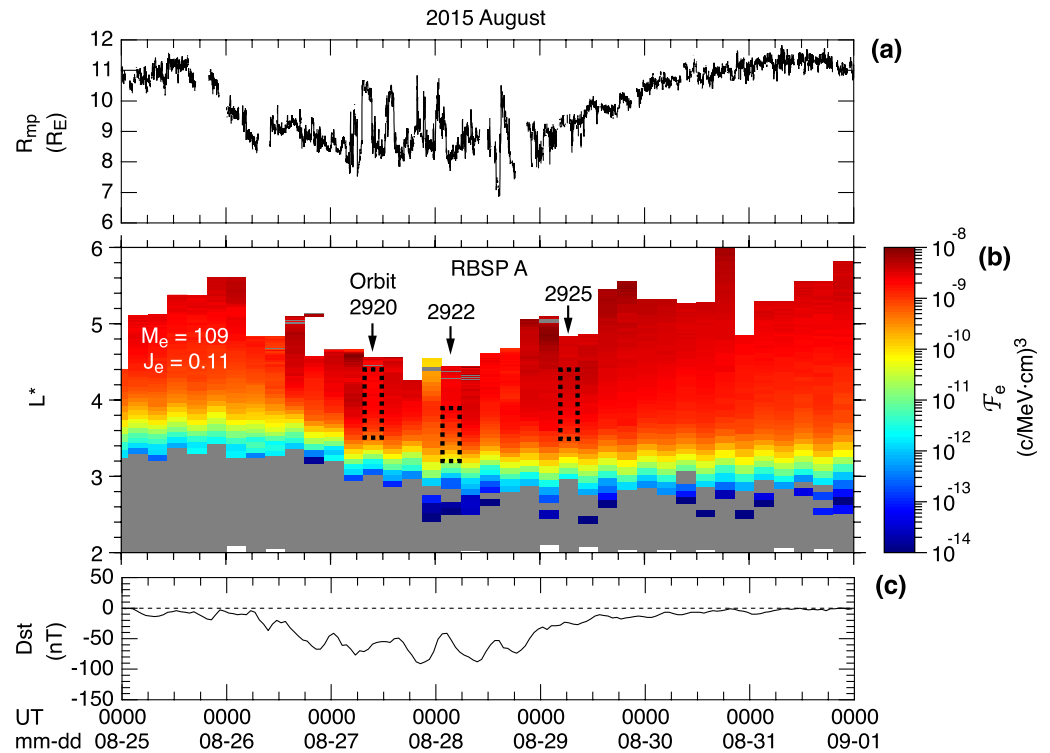 2015 August
(a)
12
11
10
9
8
7
6
R_mp
(R_E)
(b)
6
5
4
3
2
L*
RBSP A
Orbit
2920
2922
2925
M_e = 109
J_e = 0.11
10^-8
10^-9
10^-10
10^-11
10^-12
10^-13
10^-14
ℱ_e
(c/MeV·cm)^3
(c)
50
0
-50
-100
-150
Dst
(nT)
UT 0000 0000 0000 0000 0000 0000 0000 0000
mm-dd 08-25 08-26 08-27 08-28 08-29 08-30 08-31 09-01